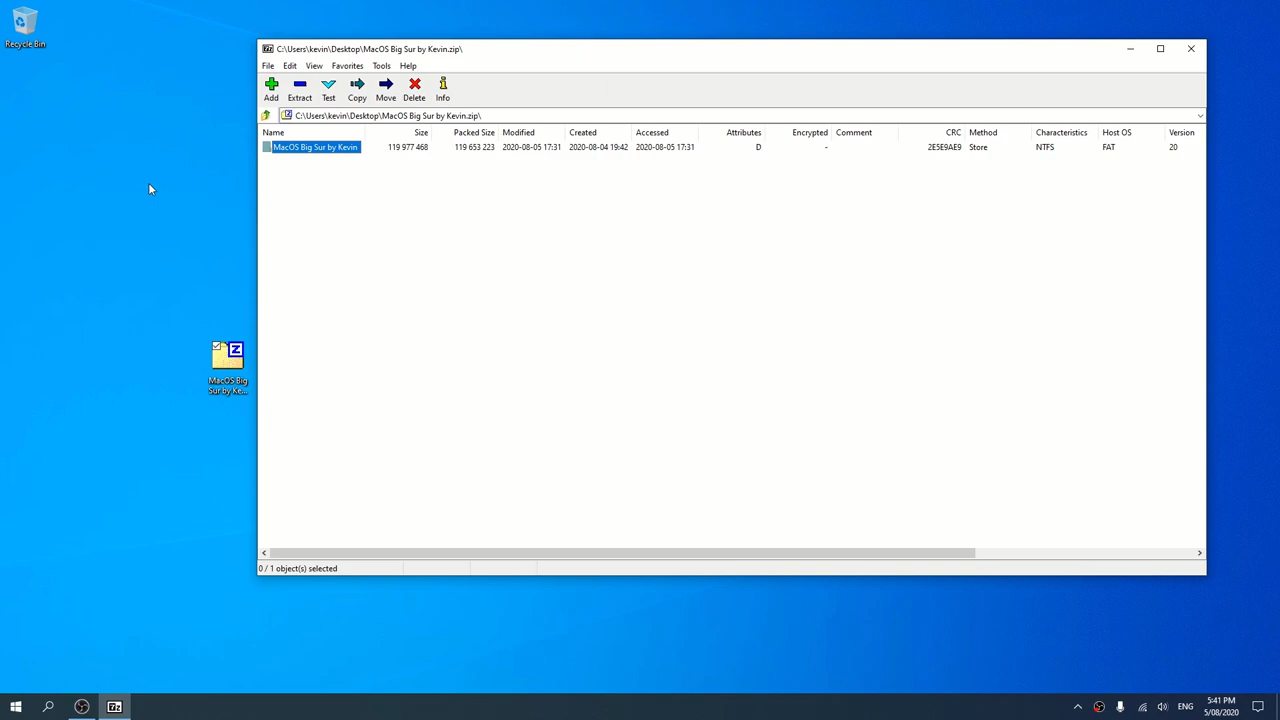 Recycle Bin
MacOS Big
Sur by Ke...
C:\Users\kevin\Desktop\MacOS Big Sur by Kevin.zip\
File Edit View Favorites Tools Help
Add Extract Test Copy Move Delete Info
C:\Users\kevin\Desktop\MacOS Big Sur by Kevin.zip\
Name Size Packed Size Modified Created Accessed Attributes Encrypted Comment CRC Method Characteristics Host OS Version
MacOS Big Sur by Kevin 119 977 468 119 653 223 2020-08-05 17:31 2020-08-04 19:42 2020-08-05 17:31 D - 2E5E9AE9 Store NTFS FAT 20
0 / 1 object(s) selected
ENG
5:41 PM
5/08/2020